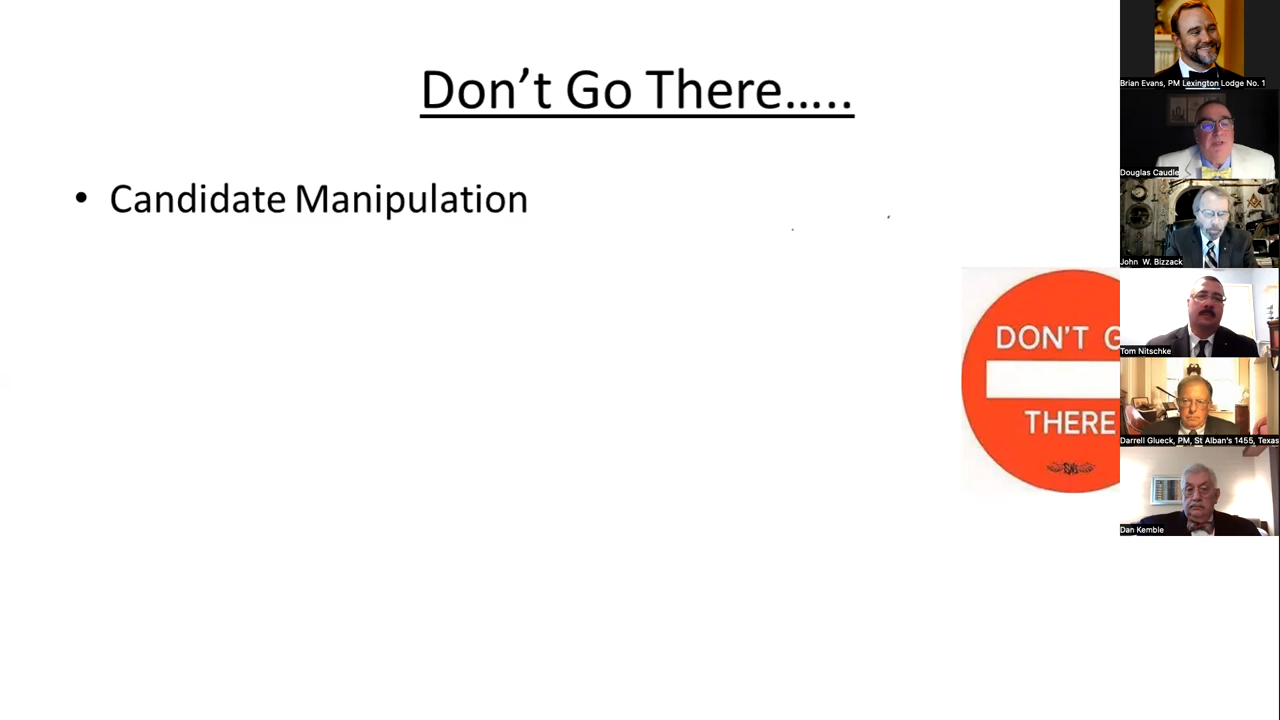 Don't Go There.....
• Candidate Manipulation
DON'T G
THERE
Brian Evans, PM Lexington Lodge No. 1
Douglas Caudle
John W. Bizzack
Tom Nitschke
Darrell Glueck, PM, St Alban's 1455, Texas
Dan Kemble